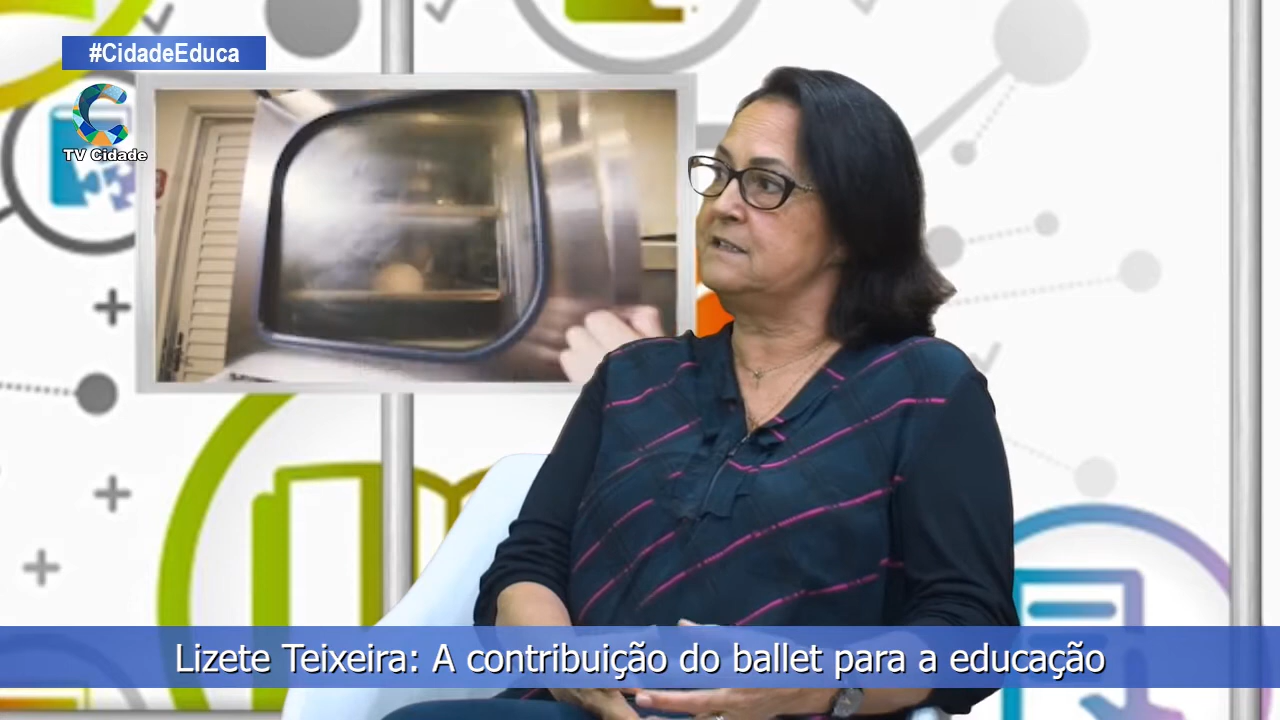 #CidadeEduca
TV Cidade
Lizete Teixeira: A contribuição do ballet para a educação